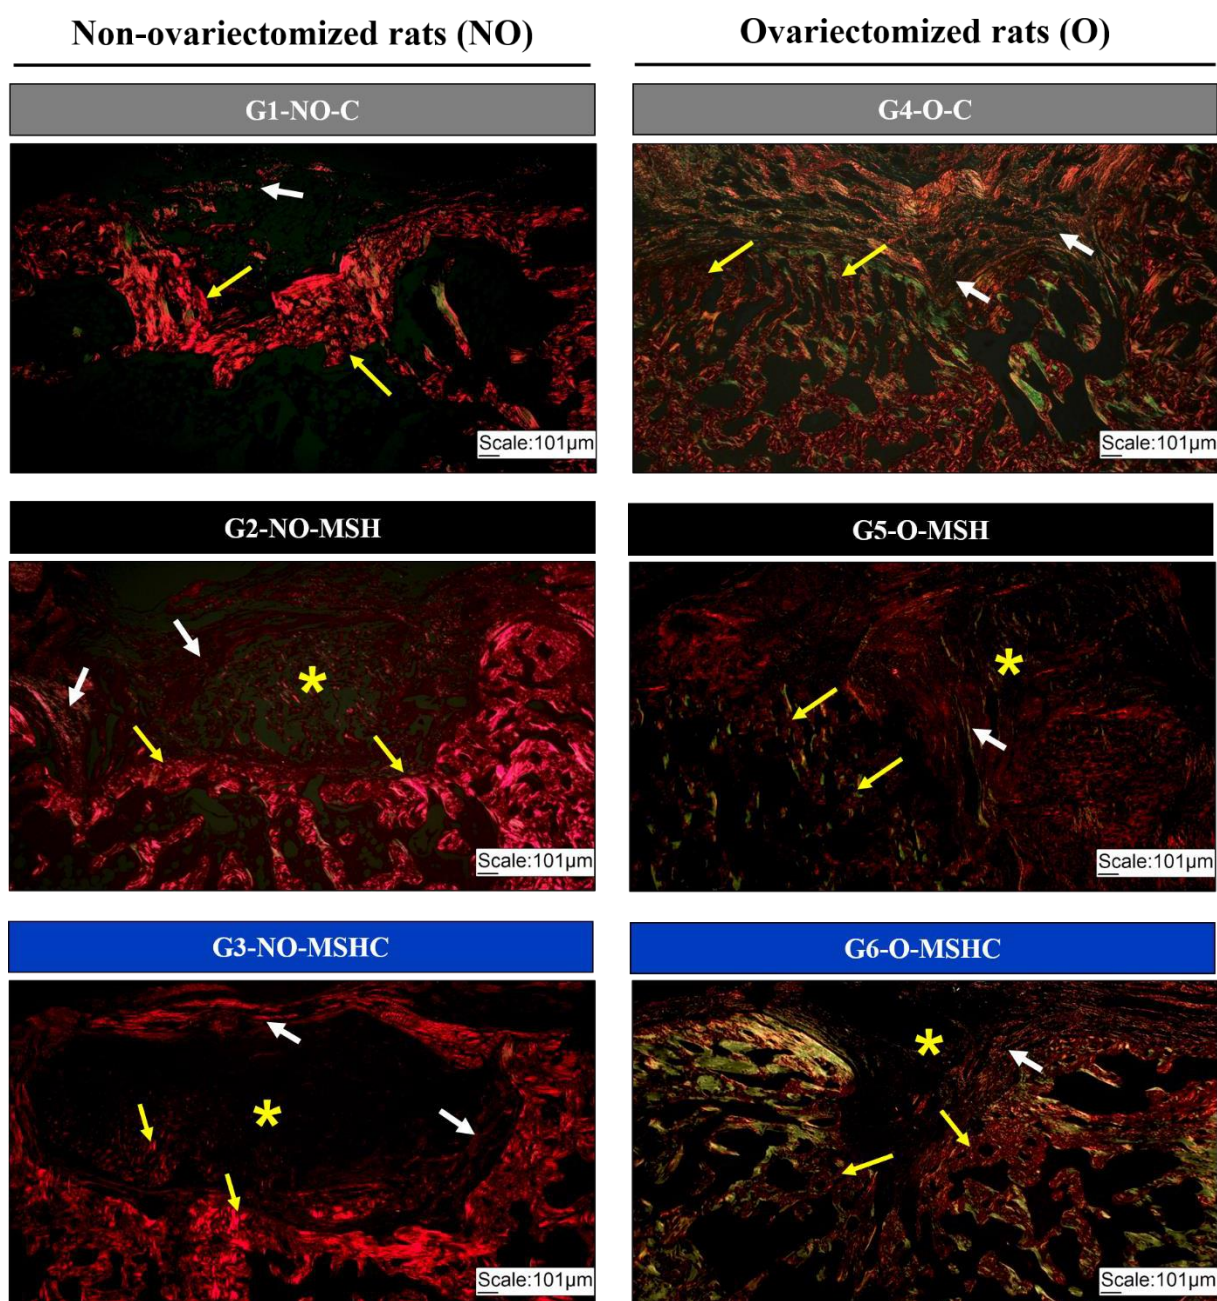 Non-ovariectomized rats (NO)
Ovariectomized rats (O)
G1-NO-C
G4-O-C
Scale:101µm
Scale:101µm
G2-NO-MSH
G5-O-MSH
Scale:101µm
Scale:101µm
G3-NO-MSHC
G6-O-MSHC
Scale:101µm
Scale:101µm